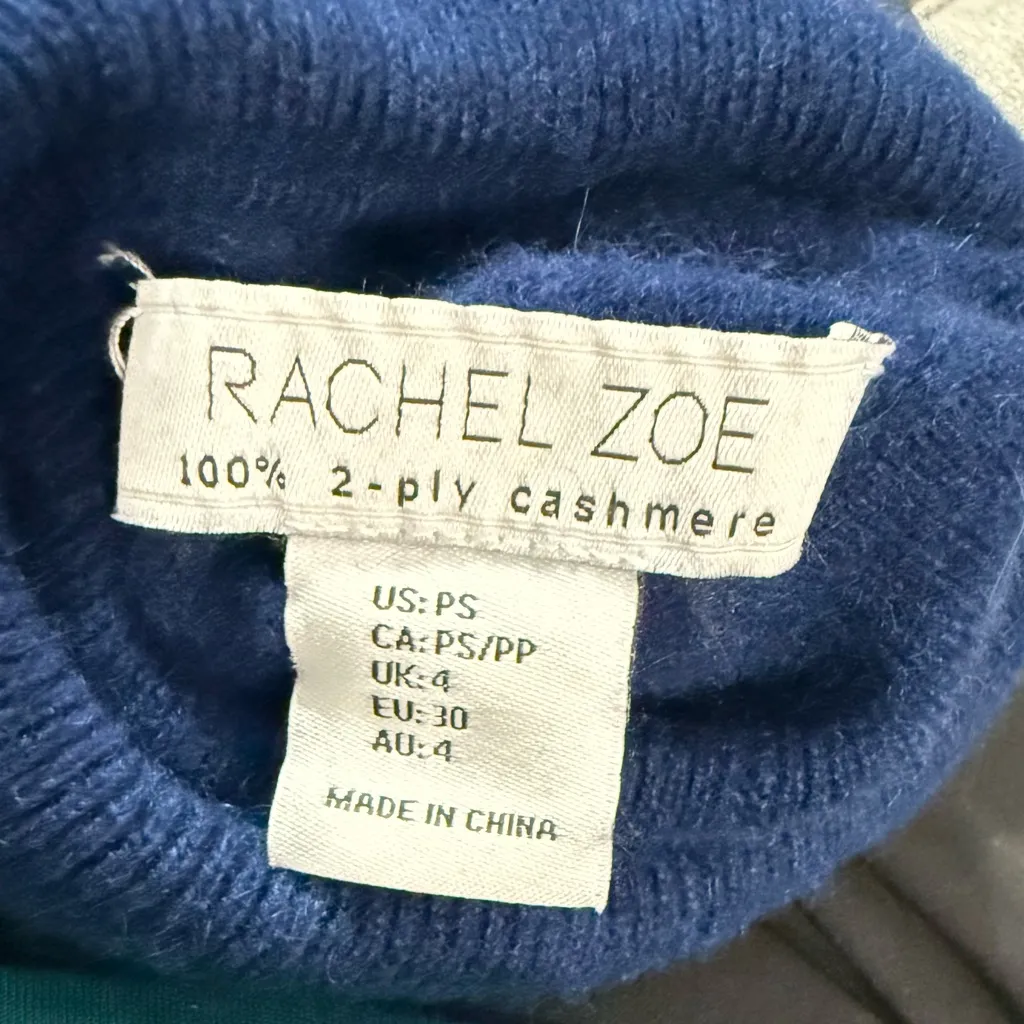 RACHEL ZOE
100% 2-ply cashmere
US: PS
CA: PS/PP
UK: 4
EU: 30
AU: 4
MADE IN CHINA